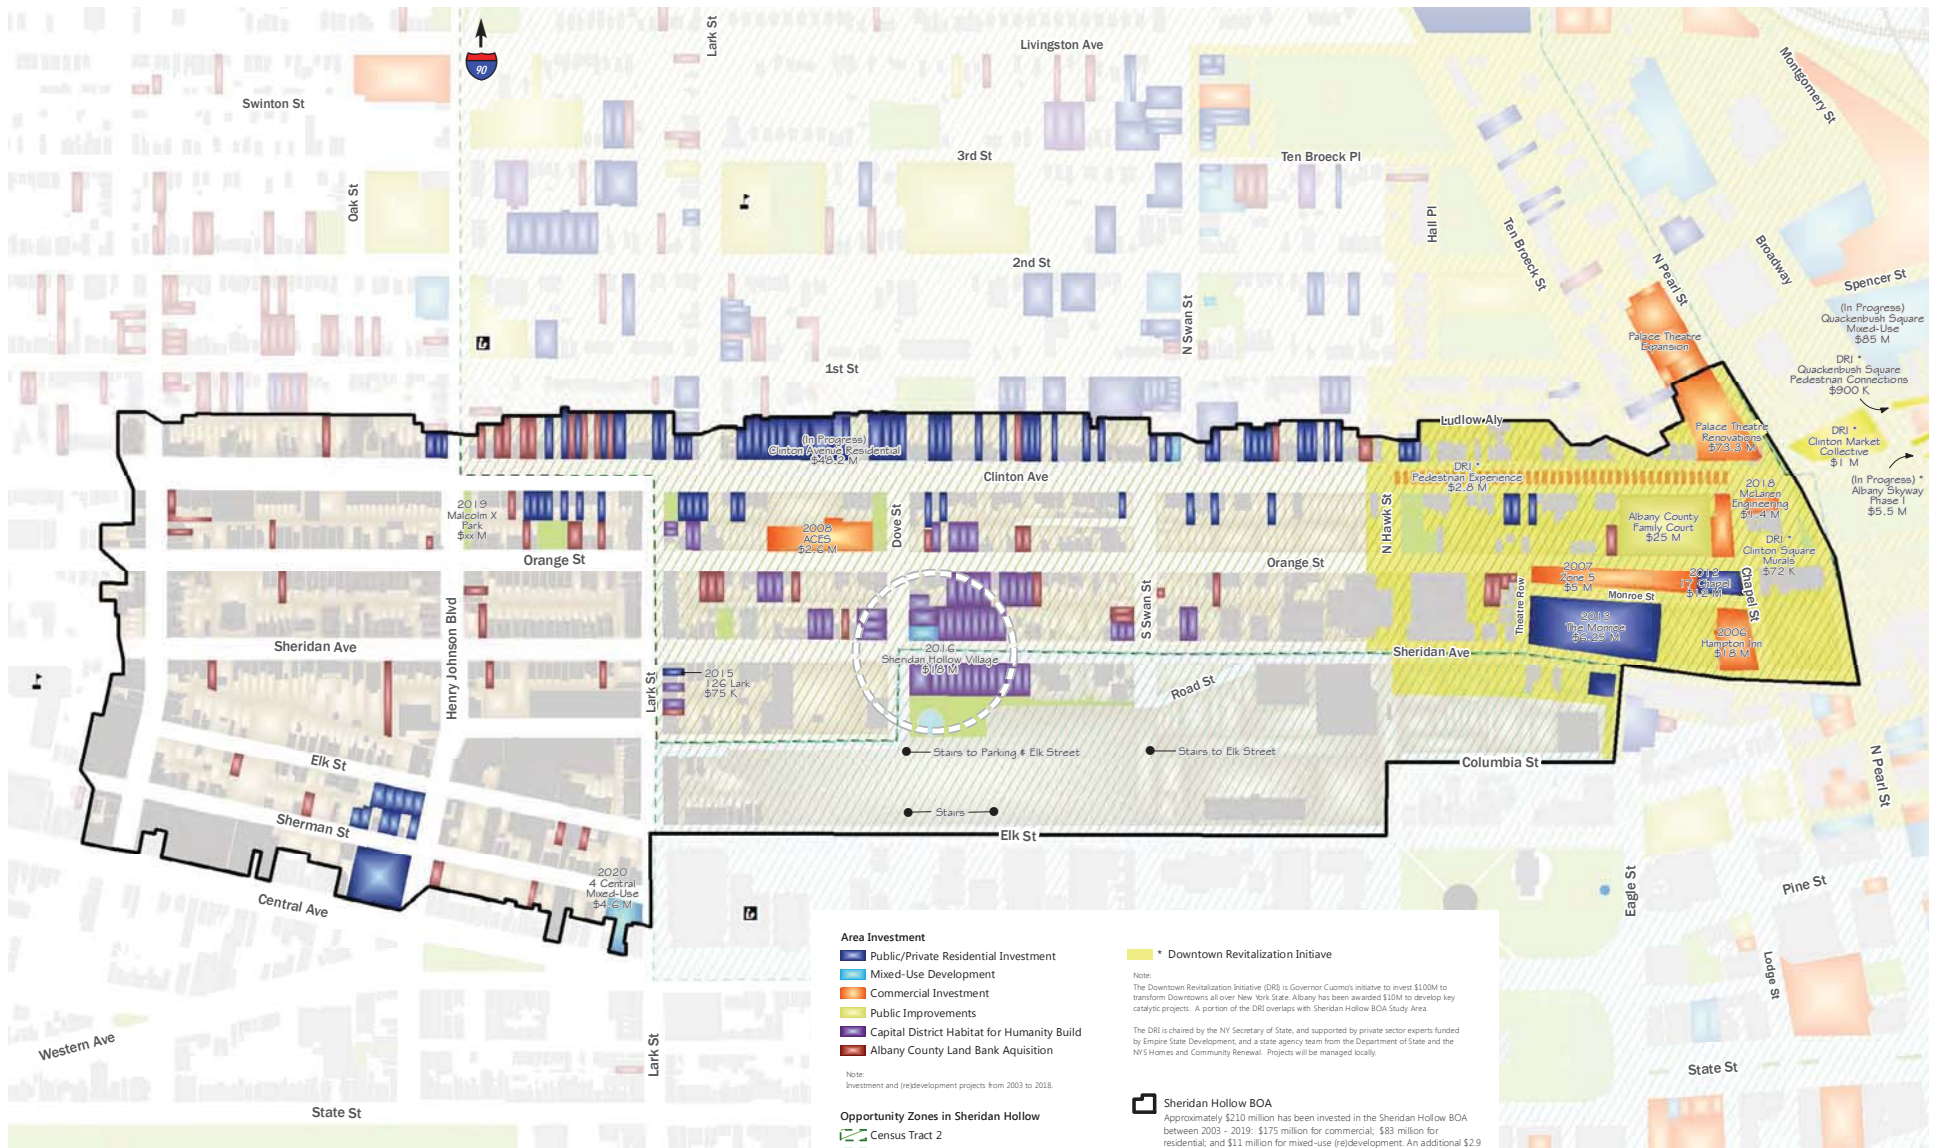 Lark St
Livingston Ave
90
Montgomery St
Swinton St
3rd St
Ten Broeck Pl
Oak St
Hall Pl
Ten Broeck St
2nd St
N Pearl St
Broadway
Spencer St
N Swan St
(In Progress)
Quackenbush Square
Mixed-Use
$85 M
Palace Theatre
Expansion
DRI *
Quackenbush Square
Pedestrian Connections
$900 K
1st St
Ludlow Aly
Palace Theatre
Renovations
$73.3 M
DRI *
Clinton Market
Collective
$1 M
(In Progress)
Clinton Avenue Residential
$48.2 M
Clinton Ave
DRI *
Pedestrian Experience
$2.8 M
(In Progress) *
Albany Skyway
Phase I
$5.5 M
2018
McLaren
Engineering
$1.4 M
2019
Malcolm X
Park
$xx M
2008
ACES
$2.6 M
Dove St
N Hawk St
Albany County
Family Court
$25 M
DRI *
Clinton Square
Murals
$72 K
Orange St
Orange St
2007
Zone 5
$5 M
2012
17 Chapel
$12 M
Chapel St
Monroe St
Theatre Row
2013
The Monroe
$6.25 M
2006
Hampton Inn
$18 M
Henry Johnson Blvd
S Swan St
Sheridan Ave
Sheridan Ave
2016
Sheridan Hollow Village
$18 M
2015
126 Lark
$75 K
Lark St
Road St
Stairs to Parking & Elk Street
Stairs to Elk Street
Columbia St
N Pearl St
Elk St
Stairs
Sherman St
Elk St
2020
4 Central
Mixed-Use
$4.6 M
Central Ave
Eagle St
Pine St
Lodge St
Western Ave
Lark St
State St
State St
Area Investment
Public/Private Residential Investment
Mixed-Use Development
Commercial Investment
Public Improvements
Capital District Habitat for Humanity Build
Albany County Land Bank Aquisition
Note:
Investment and (re)development projects from 2003 to 2018.
Opportunity Zones in Sheridan Hollow
Census Tract 2
* Downtown Revitalization Initiave
Note:
The Downtown Revitalization Initiative (DRI) is Governor Cuomo's initiatve to invest $100M to
transform Downtowns all over New York State. Albany has been awarded $10M to develop key
catalytic projects. A portion of the DRI overlaps with Sheridan Hollow BOA Study Area.
The DRI is chaired by the NY Secretary of State, and supported by private sector experts funded
by Empire State Development, and a state agency team from the Department of State and the
NYS Homes and Community Renewal. Projects will be managed locally.
Sheridan Hollow BOA
Approximately $210 million has been invested in the Sheridan Hollow BOA
between 2003 - 2019: $175 million for commercial; $83 million for
residential; and $11 million for mixed-use (re)development. An additional $2.9